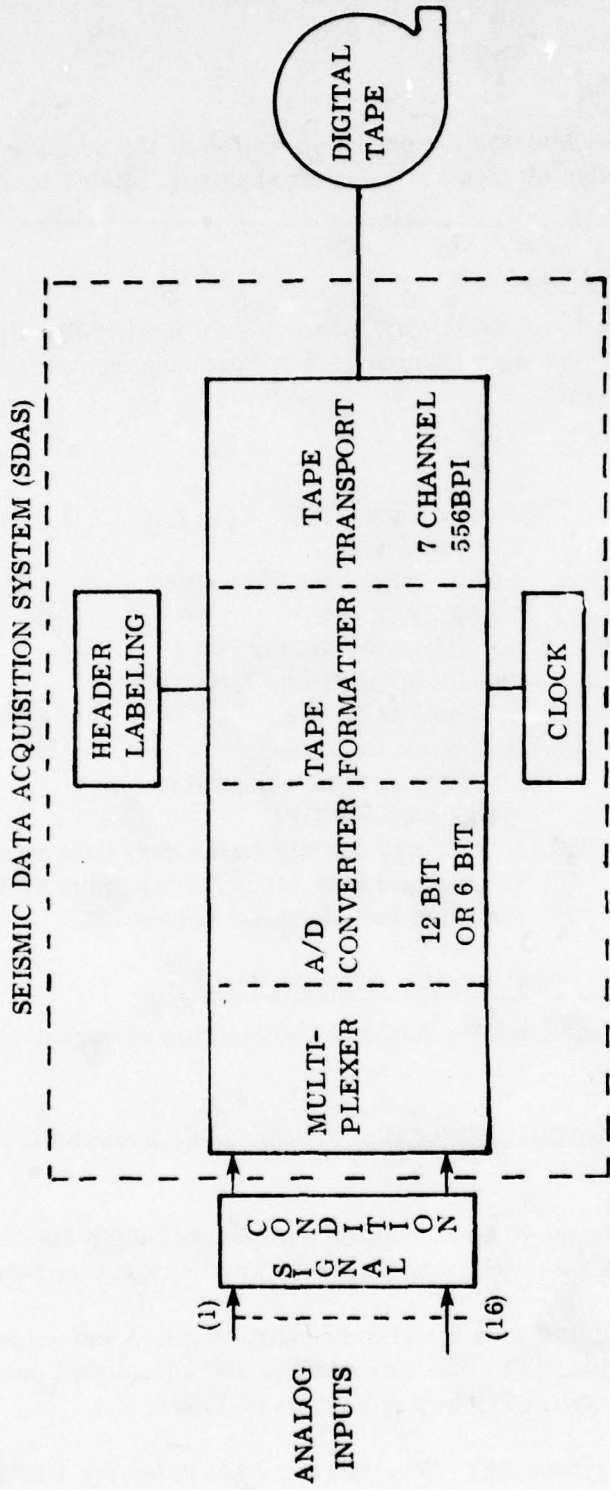 SEISMIC DATA ACQUISITION SYSTEM (SDAS)
ANALOG
INPUTS
(1)
(16)
SIGNAL
CONDITION
MULTI-
PLEXER
A/D
CONVERTER
12 BIT
OR 6 BIT
TAPE
FORMATTER
TAPE
TRANSPORT
7 CHANNEL
556BPI
HEADER
LABELING
CLOCK
DIGITAL
TAPE